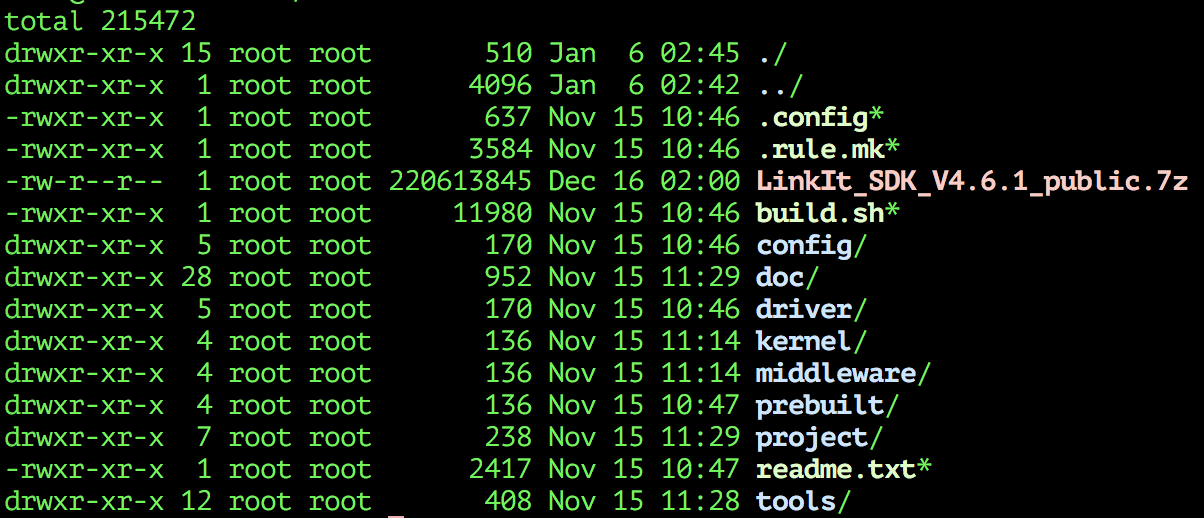 total 215472
drwxr-xr-x 15 root root       510 Jan  6 02:45 ./
drwxr-xr-x  1 root root      4096 Jan  6 02:42 ../
-rwxr-xr-x  1 root root       637 Nov 15 10:46 .config*
-rwxr-xr-x  1 root root      3584 Nov 15 10:46 .rule.mk*
-rw-r--r--  1 root root 220613845 Dec 16 02:00 LinkIt_SDK_V4.6.1_public.7z
-rwxr-xr-x  1 root root     11980 Nov 15 10:46 build.sh*
drwxr-xr-x  5 root root       170 Nov 15 10:46 config/
drwxr-xr-x 28 root root       952 Nov 15 11:29 doc/
drwxr-xr-x  5 root root       170 Nov 15 10:46 driver/
drwxr-xr-x  4 root root       136 Nov 15 11:14 kernel/
drwxr-xr-x  4 root root       136 Nov 15 11:14 middleware/
drwxr-xr-x  4 root root       136 Nov 15 10:47 prebuilt/
drwxr-xr-x  7 root root       238 Nov 15 11:29 project/
-rwxr-xr-x  1 root root      2417 Nov 15 10:47 readme.txt*
drwxr-xr-x 12 root root       408 Nov 15 11:28 tools/